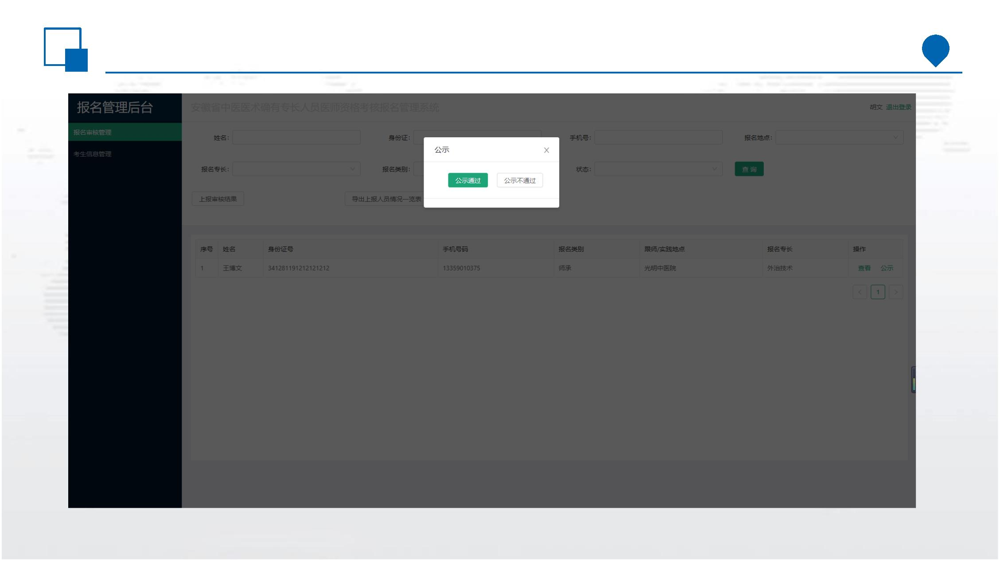 报名管理后台
安徽省中医医术确有专长人员医师资格考核报名管理系统
胡文 退出登录
报名审核管理
考生信息管理
姓名: 身份证: 手机号: 报名地点:
公示 X
报名专长: 报名类别: 状态: 查 询
公示通过 公示不通过
上报审核结果 导出上报人员情况一览表
序号 姓名 身份证号 手机号码 报名类别 跟师/实践地点 报名专长 操作
1 王博文 341281191212121212 13359010375 师承 光明中医院 外治技术 查看 公示
< 1 >